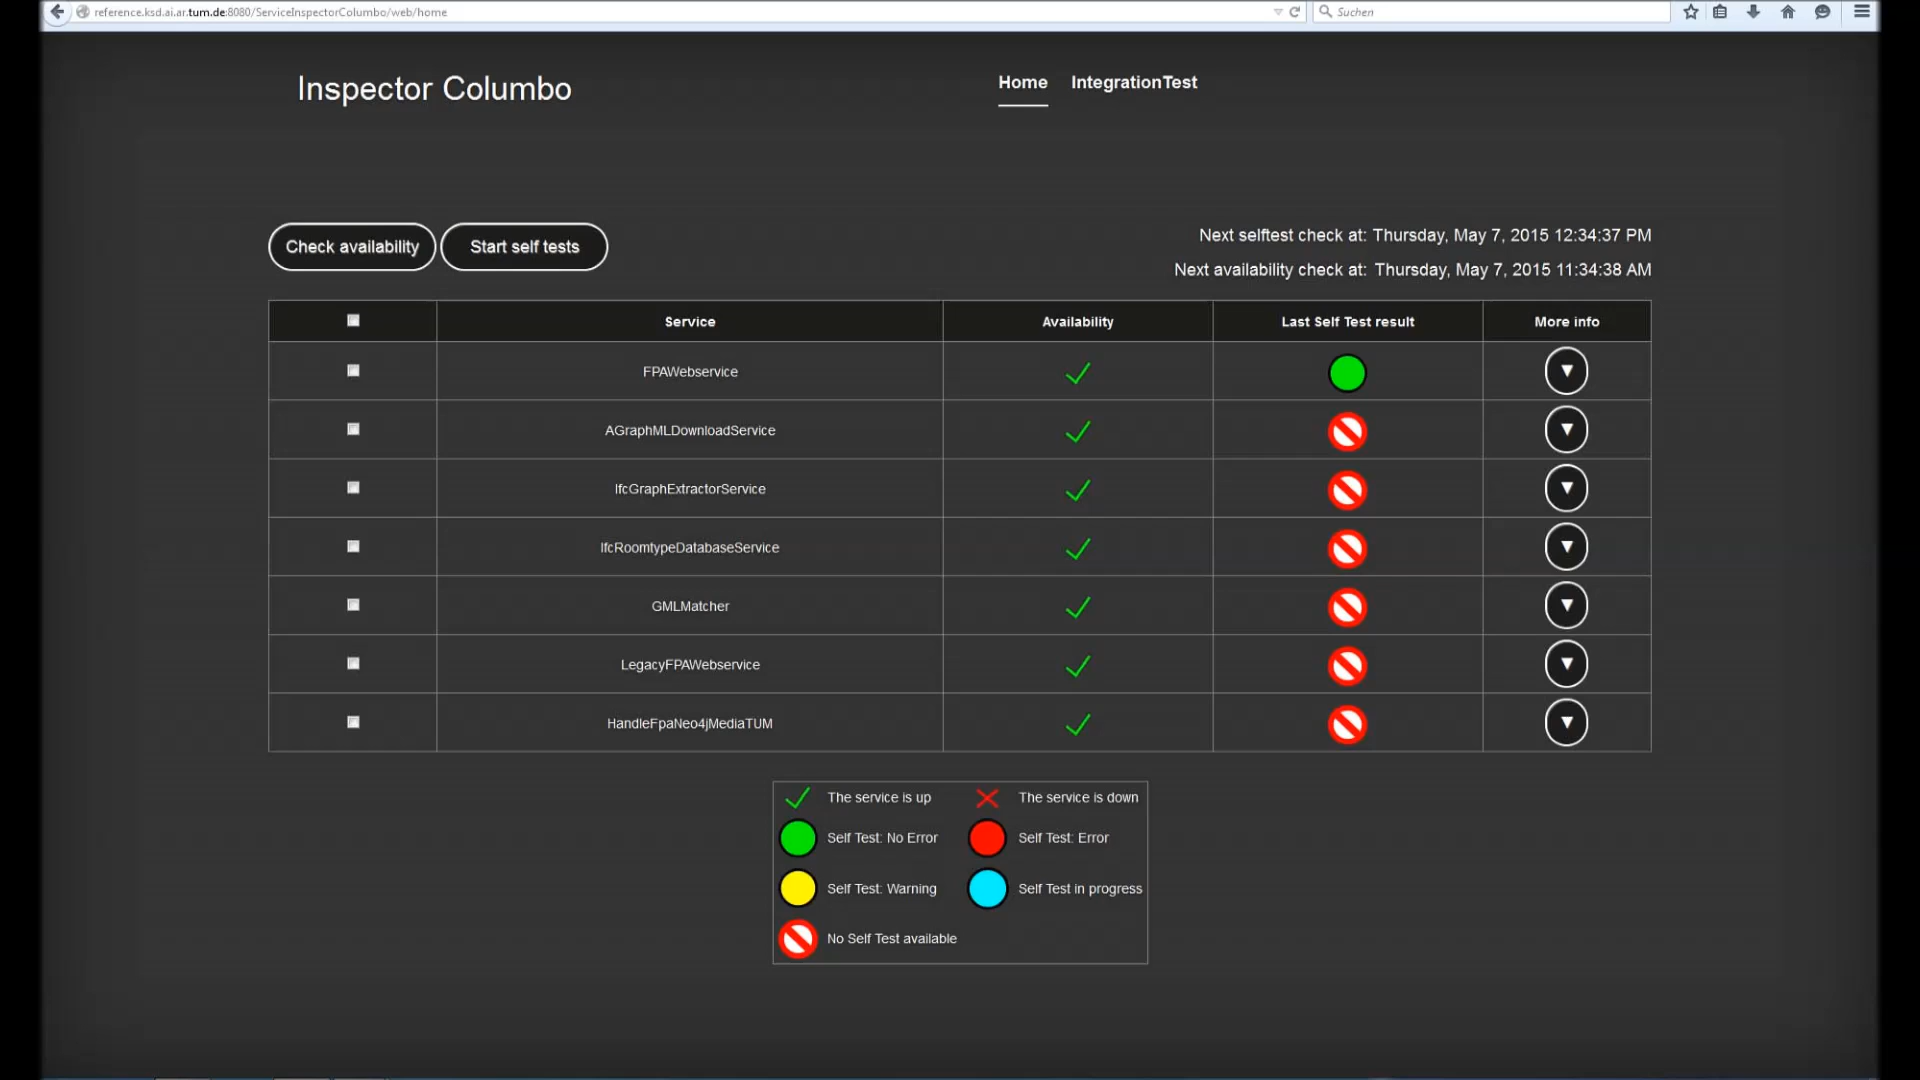 reference.ksd.ai.ar.tum.de:8080/ServiceInspectorColumbo/web/home
Suchen
Inspector Columbo
Home
IntegrationTest
Check availability
Start self tests
Next selftest check at: Thursday, May 7, 2015 12:34:37 PM
Next availability check at: Thursday, May 7, 2015 11:34:38 AM
Service
Availability
Last Self Test result
More info
FPAWebservice
AGraphMLDownloadService
IfcGraphExtractorService
IfcRoomtypeDatabaseService
GMLMatcher
LegacyFPAWebservice
HandleFpaNeo4jMediaTUM
The service is up
The service is down
Self Test: No Error
Self Test: Error
Self Test: Warning
Self Test in progress
No Self Test available